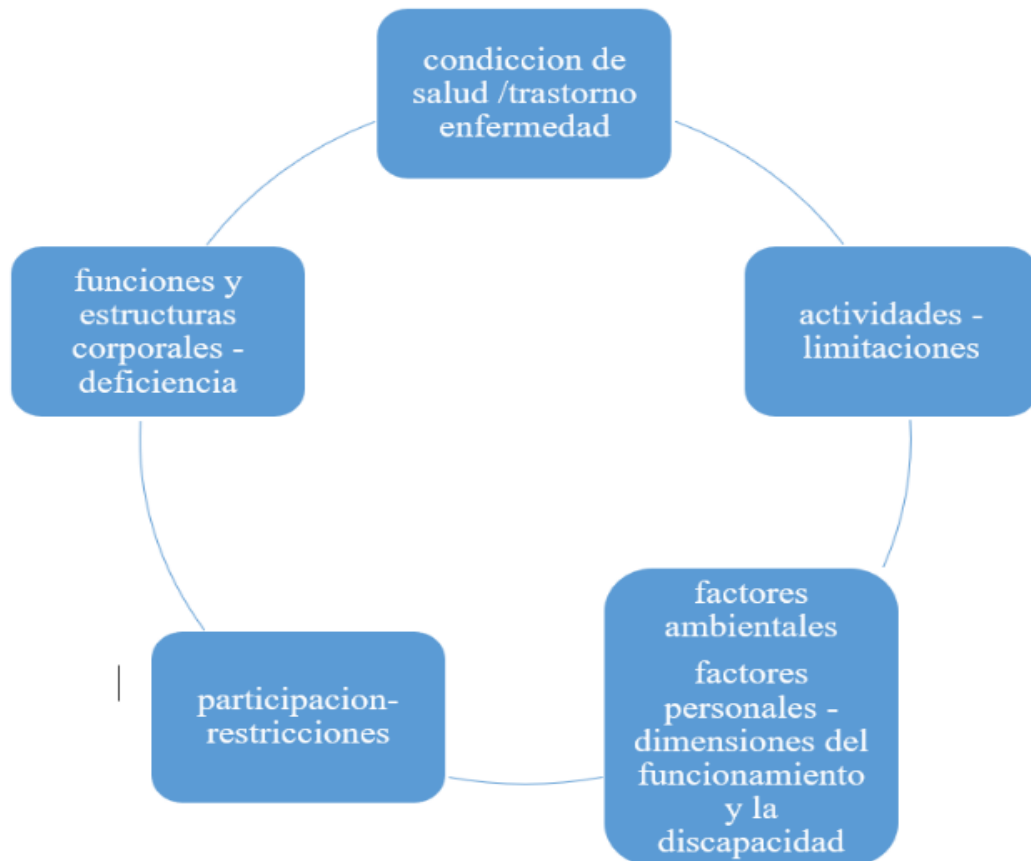 condiccion de
salud /trastorno
enfermedad
actividades -
limitaciones
factores
ambientales
factores
personales -
dimensiones del
funcionamiento
y la
discapacidad
participacion-
restricciones
funciones y
estructuras
corporales -
deficiencia